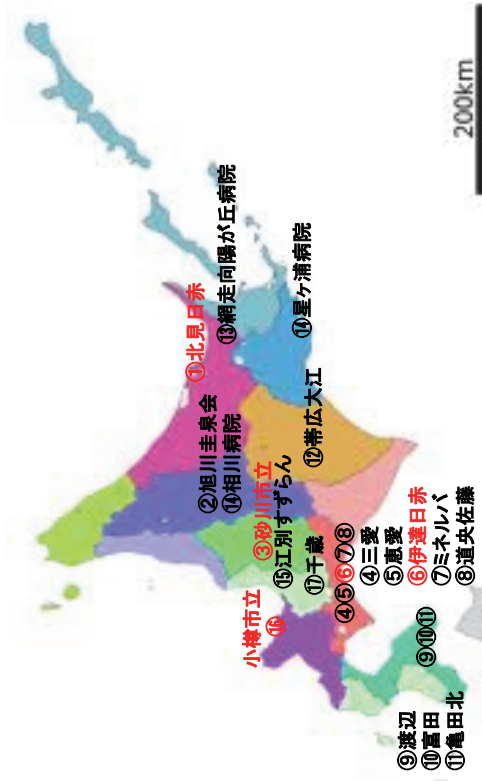 ①北見日赤
⑬網走向陽が丘病院
⑭星ヶ浦病院
②旭川圭泉会
⑭相川病院
⑫帯広大江
③砂川市立
⑮江別すずらん
⑰千歳
小樽市立
⑯
④⑤⑥⑦⑧
④三愛
⑤恵愛
⑥伊達日赤
⑦ミネルバ
⑧道央佐藤
⑨⑩⑪
⑨渡辺
⑩富田
⑪亀田北
200km